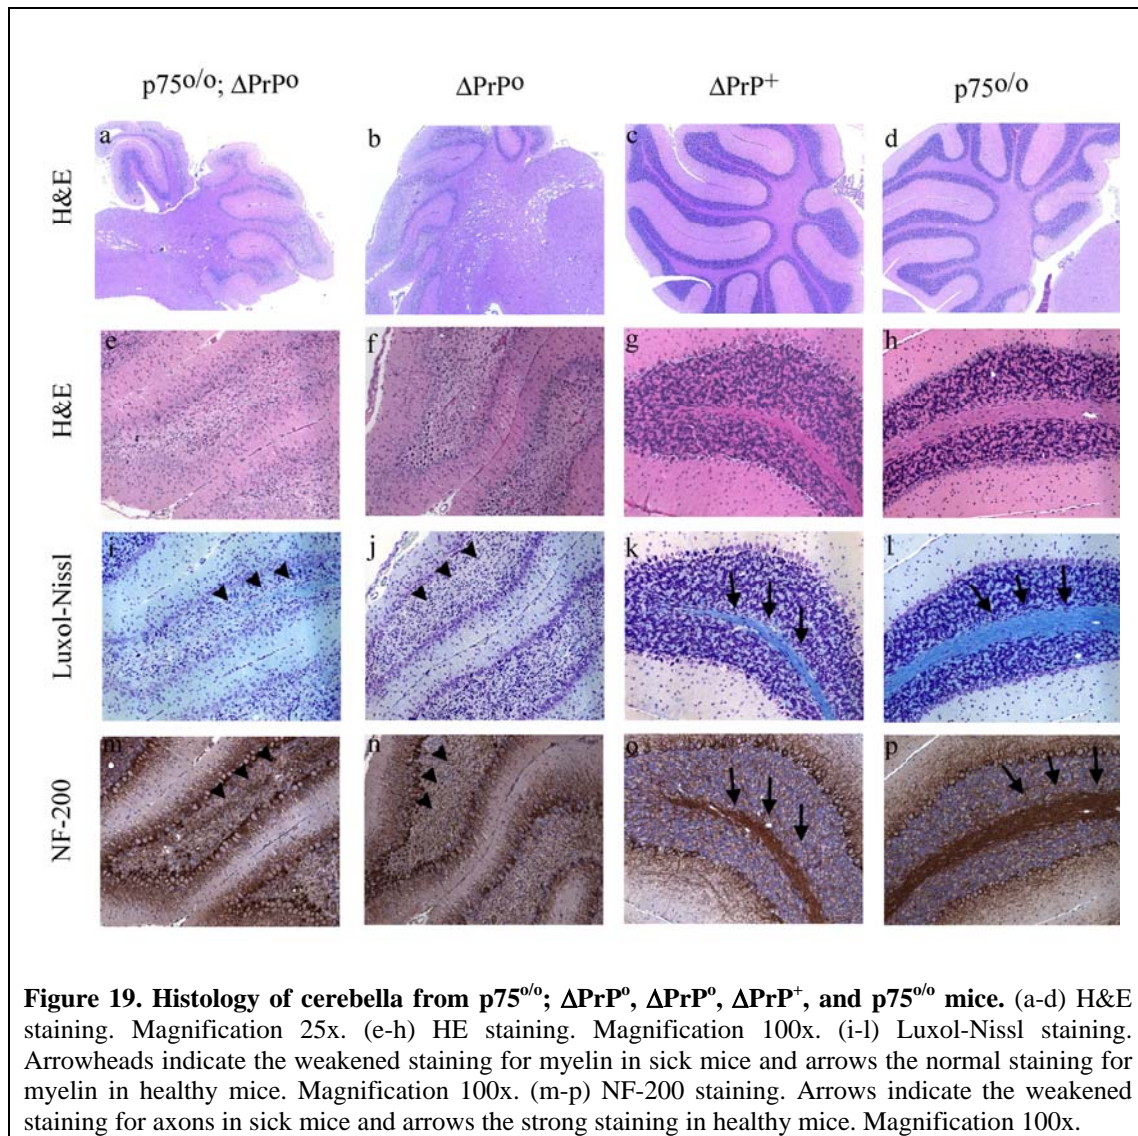 p75o/o; ΔPrPo ΔPrPo ΔPrP+ p75o/o
H&E a b c d
H&E e f g h
Luxol-Nissl i j k l
NF-200 m n o p
Figure 19. Histology of cerebella from p75o/o; ΔPrPo, ΔPrPo, ΔPrP+, and p75o/o mice. (a-d) H&E
staining. Magnification 25x. (e-h) HE staining. Magnification 100x. (i-l) Luxol-Nissl staining.
Arrowheads indicate the weakened staining for myelin in sick mice and arrows the normal staining for
myelin in healthy mice. Magnification 100x. (m-p) NF-200 staining. Arrows indicate the weakened
staining for axons in sick mice and arrows the strong staining in healthy mice. Magnification 100x.